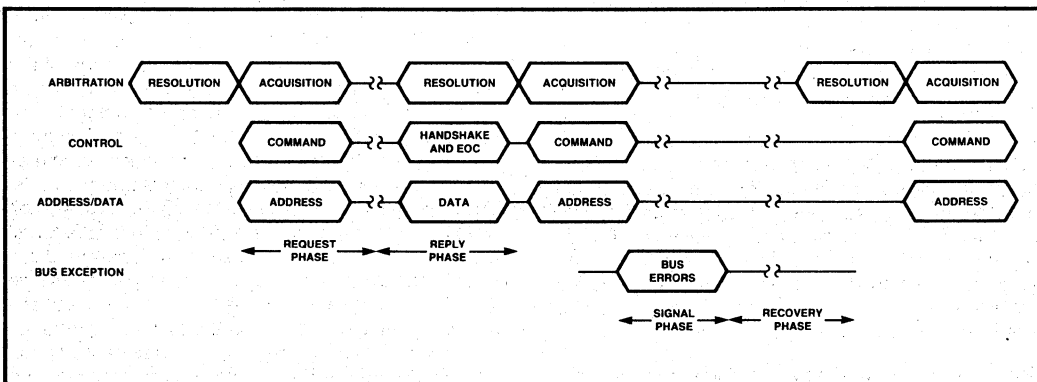 ARBITRATION RESOLUTION ACQUISITION RESOLUTION ACQUISITION RESOLUTION ACQUISITION
CONTROL COMMAND HANDSHAKE AND EOC COMMAND COMMAND
ADDRESS/DATA ADDRESS DATA ADDRESS ADDRESS
REQUEST PHASE REPLY PHASE
BUS EXCEPTION BUS ERRORS
SIGNAL PHASE RECOVERY PHASE